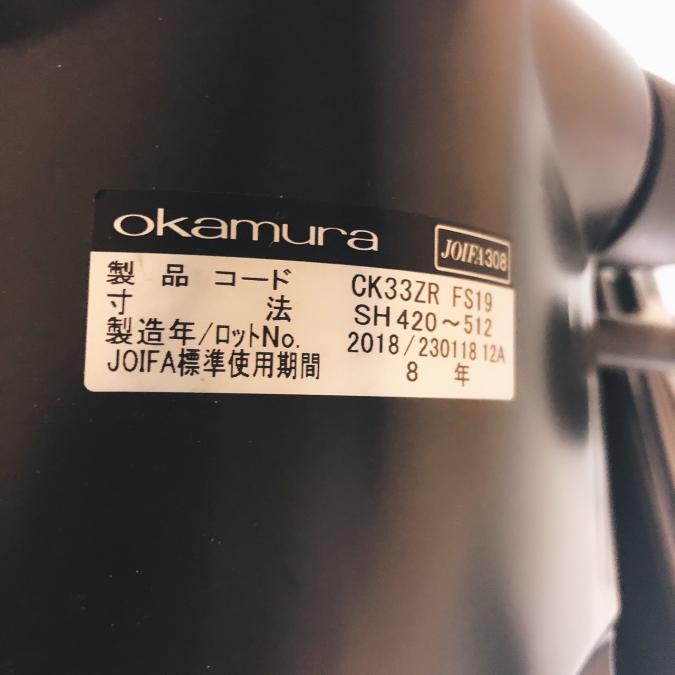 okamura
JOIFA308
製品コード CK33ZR FS19
寸法 SH420～512
製造年/ロットNo. 2018/230118 12A
JOIFA標準使用期間 8 年